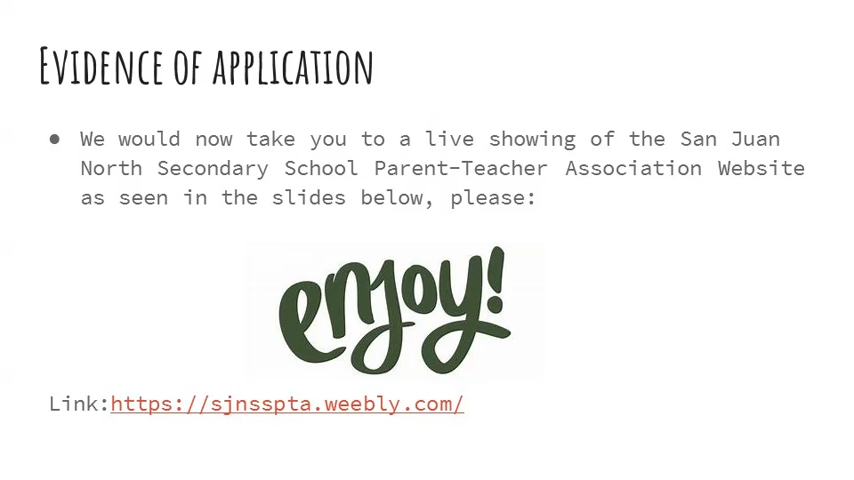 Evidence of application
● We would now take you to a live showing of the San Juan
North Secondary School Parent-Teacher Association Website
as seen in the slides below, please:
enjoy!
Link:https://sjnsspta.weebly.com/